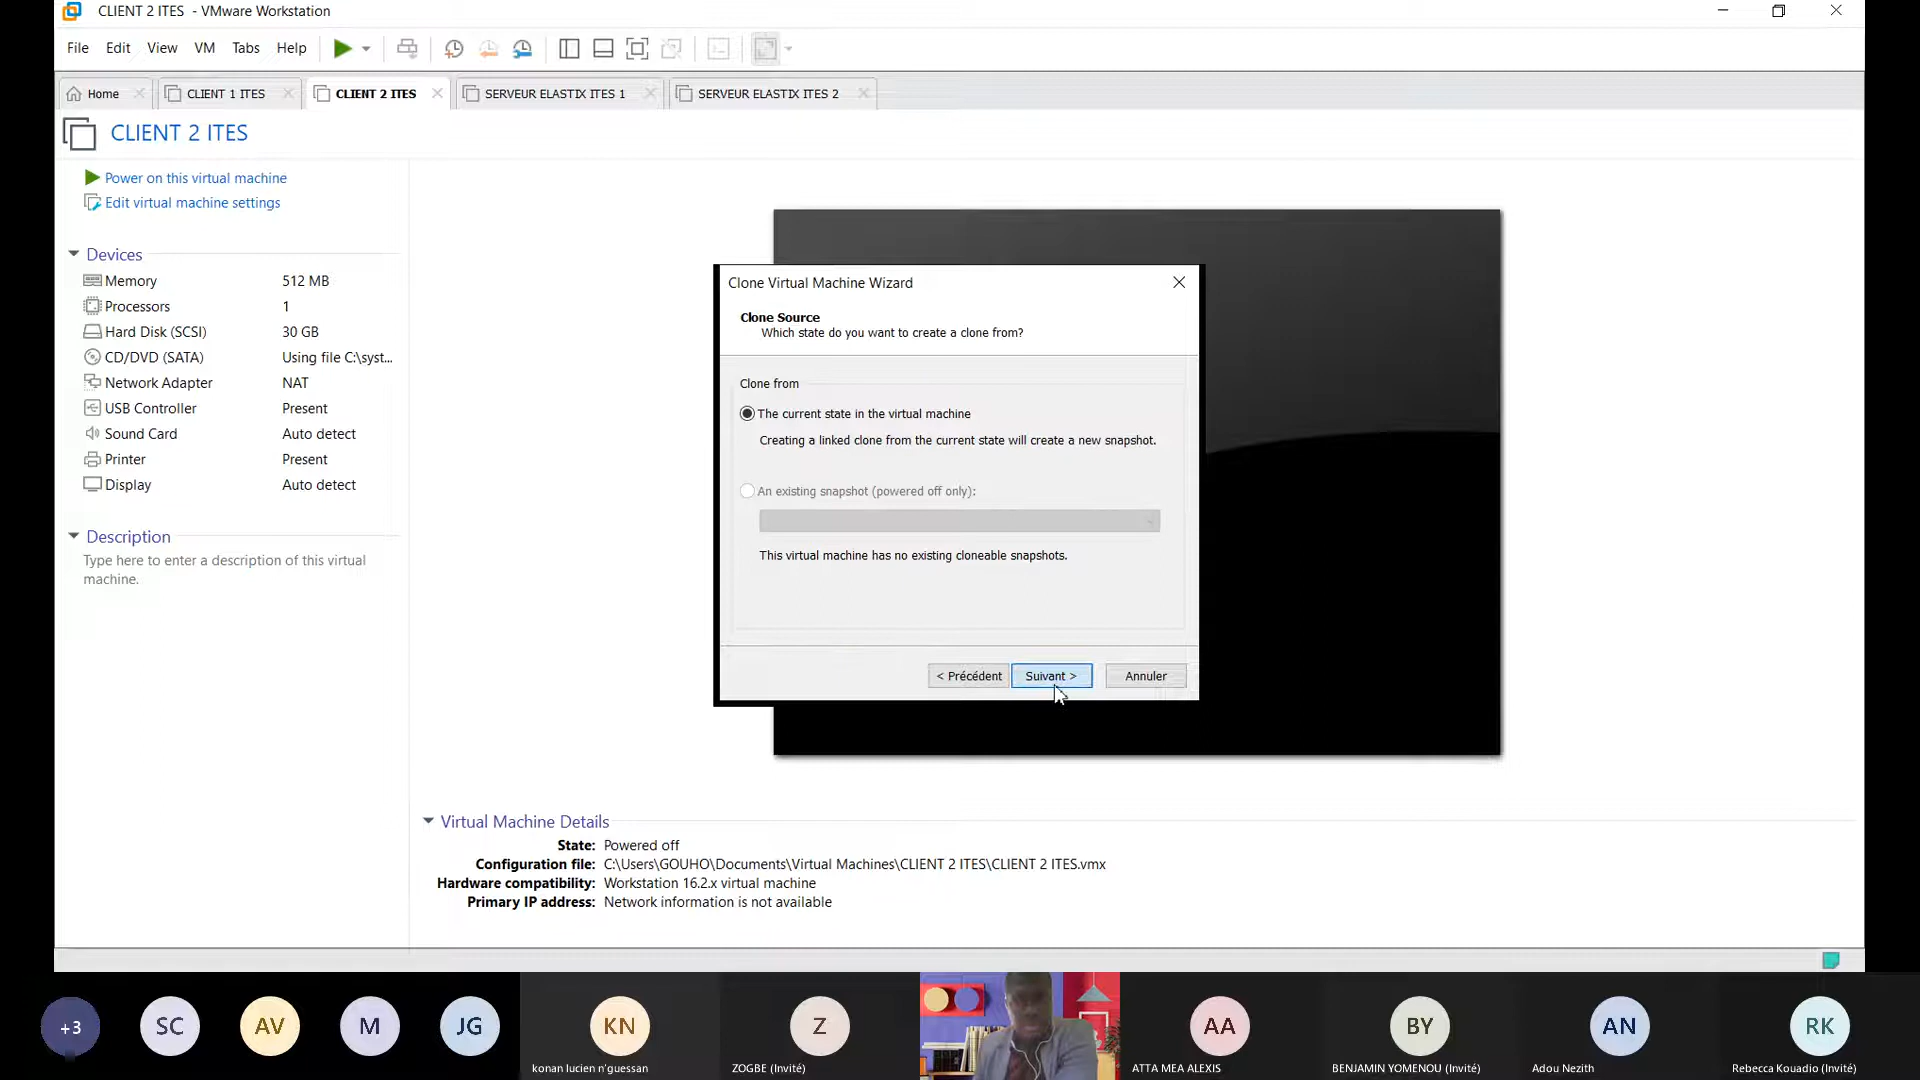 CLIENT 2 ITES - VMware Workstation
File Edit View VM Tabs Help
Home CLIENT 1 ITES CLIENT 2 ITES SERVEUR ELASTIX ITES 1 SERVEUR ELASTIX ITES 2
CLIENT 2 ITES
Power on this virtual machine
Edit virtual machine settings
Devices
Memory 512 MB
Processors 1
Hard Disk (SCSI) 30 GB
CD/DVD (SATA) Using file C:\syst...
Network Adapter NAT
USB Controller Present
Sound Card Auto detect
Printer Present
Display Auto detect
Description
Type here to enter a description of this virtual
machine.
Clone Virtual Machine Wizard
Clone Source
Which state do you want to create a clone from?
Clone from
The current state in the virtual machine
Creating a linked clone from the current state will create a new snapshot.
An existing snapshot (powered off only):
This virtual machine has no existing cloneable snapshots.
< Précédent Suivant > Annuler
Virtual Machine Details
State: Powered off
Configuration file: C:\Users\GOUHO\Documents\Virtual Machines\CLIENT 2 ITES\CLIENT 2 ITES.vmx
Hardware compatibility: Workstation 16.2.x virtual machine
Primary IP address: Network information is not available
+3 SC AV M JG KN Z AA BY AN RK
konan lucien n'guessan ZOGBE (Invité) ATTA MEA ALEXIS BENJAMIN YOMENOU (Invité) Adou Nezith Rebecca Kouadio (Invité)